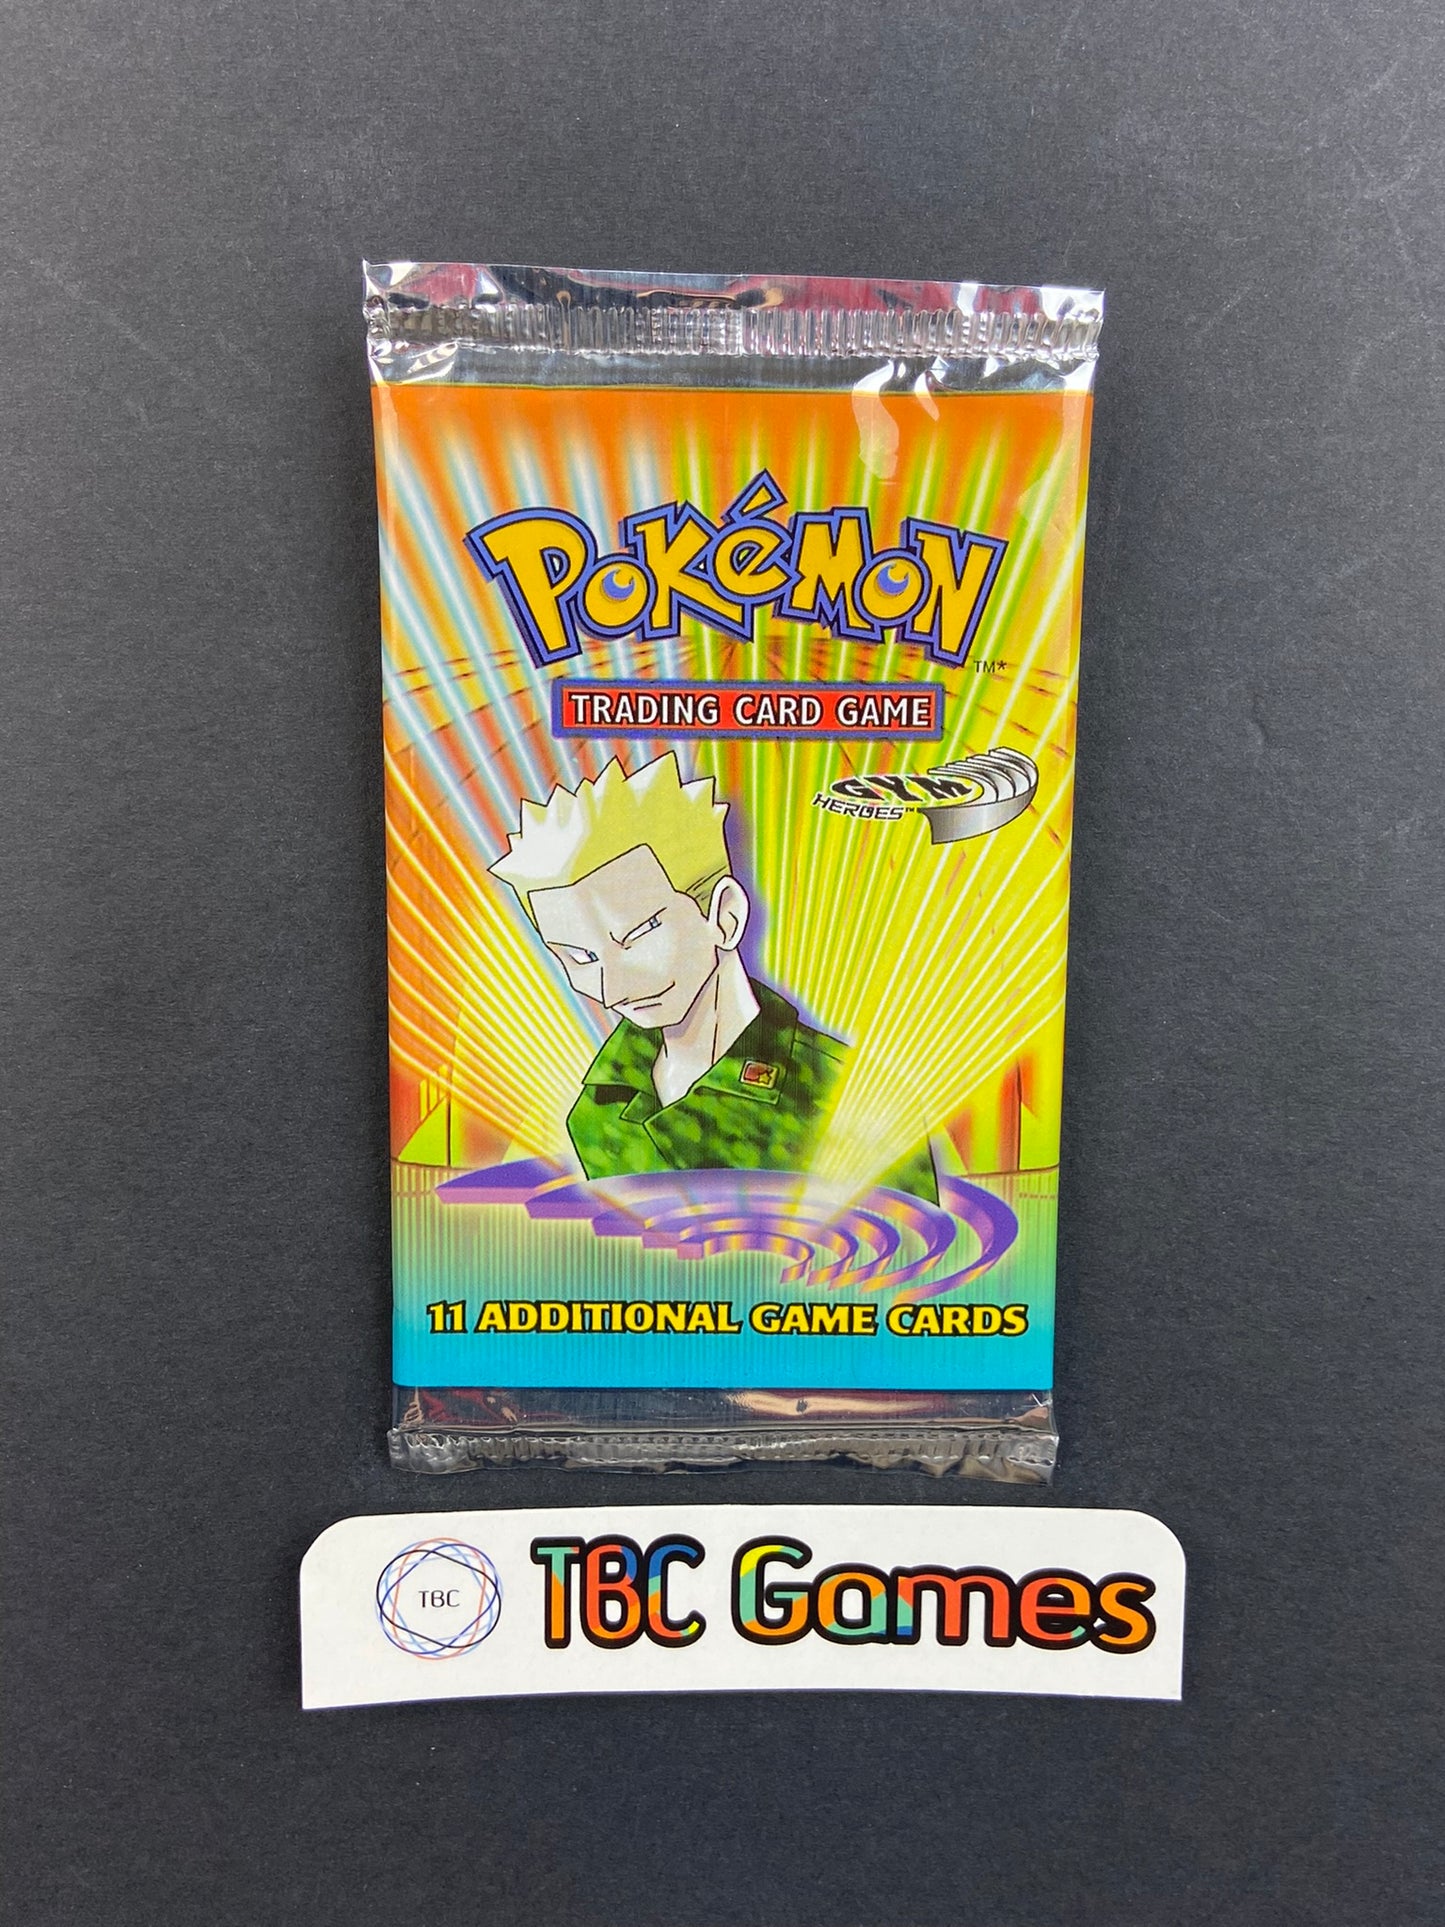 POKéMON
TM*
TRADING CARD GAME
GYM
HEROES™
11 ADDITIONAL GAME CARDS
TBC
TBC Games